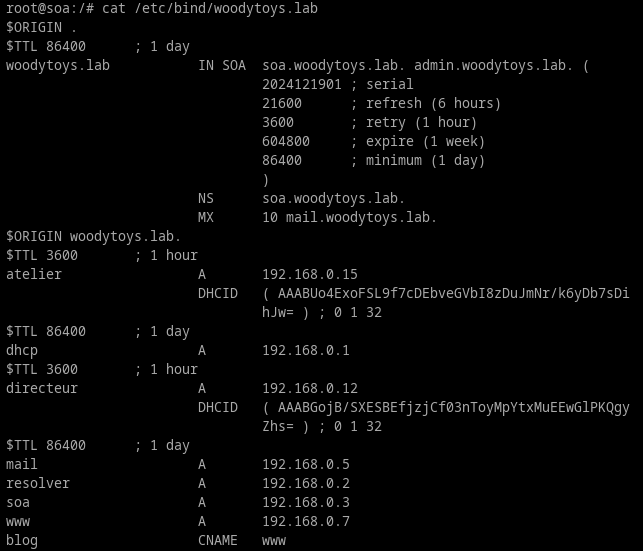 root@soa:/# cat /etc/bind/woodytoys.lab
$ORIGIN .
$TTL 86400      ; 1 day
woodytoys.lab           IN SOA  soa.woodytoys.lab. admin.woodytoys.lab. (
                                2024121901 ; serial
                                21600      ; refresh (6 hours)
                                3600       ; retry (1 hour)
                                604800     ; expire (1 week)
                                86400      ; minimum (1 day)
                                )
                        NS      soa.woodytoys.lab.
                        MX      10 mail.woodytoys.lab.
$ORIGIN woodytoys.lab.
$TTL 3600       ; 1 hour
atelier                 A       192.168.0.15
                        DHCID   ( AAABUo4ExoFSL9f7cDEbveGVbI8zDuJmNr/k6yDb7sDi
                                hJw= ) ; 0 1 32
$TTL 86400      ; 1 day
dhcp                    A       192.168.0.1
$TTL 3600       ; 1 hour
directeur               A       192.168.0.12
                        DHCID   ( AAABGojB/SXESBEfjzjCf03nToyMpYtxMuEEwGlPKQgy
                                Zhs= ) ; 0 1 32
$TTL 86400      ; 1 day
mail                    A       192.168.0.5
resolver                A       192.168.0.2
soa                     A       192.168.0.3
www                     A       192.168.0.7
blog                    CNAME   www